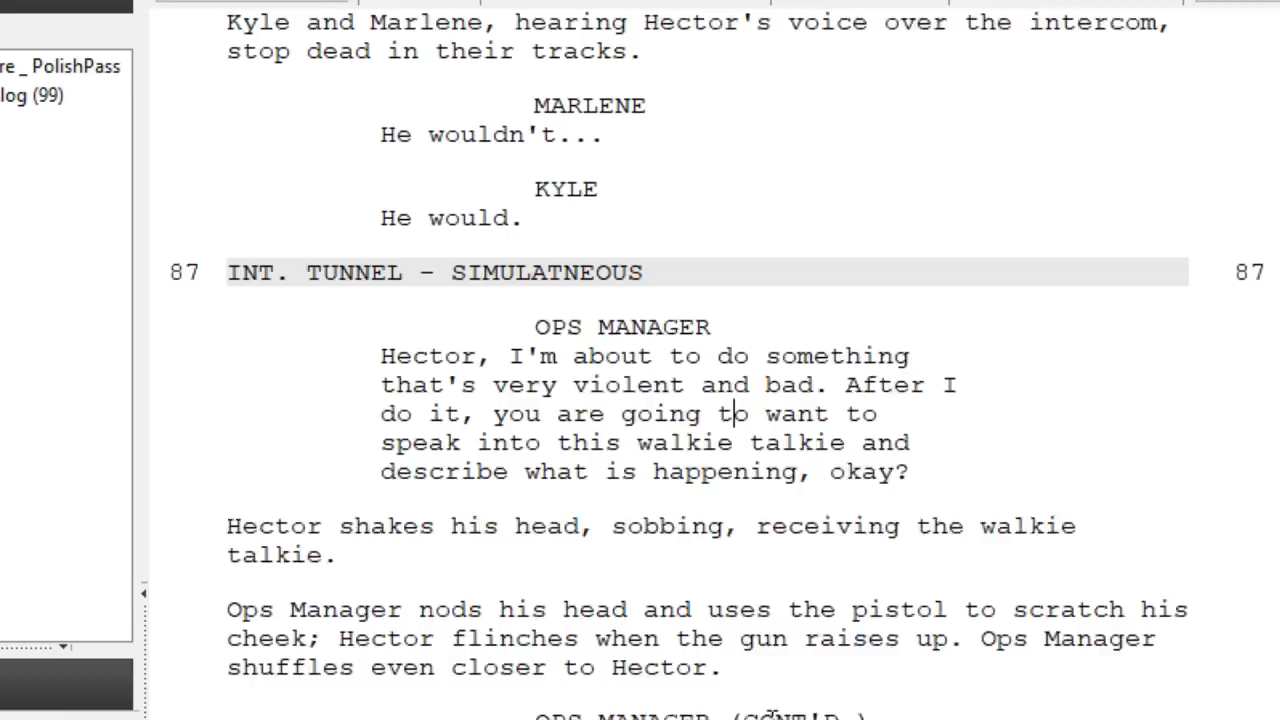 Kyle and Marlene, hearing Hector's voice over the intercom,
stop dead in their tracks.
re _ PolishPass
log (99)
MARLENE
He wouldn't...
KYLE
He would.
87 INT. TUNNEL - SIMULATNEOUS 87
OPS MANAGER
Hector, I'm about to do something
that's very violent and bad. After I
do it, you are going to want to
speak into this walkie talkie and
describe what is happening, okay?
Hector shakes his head, sobbing, receiving the walkie
talkie.
Ops Manager nods his head and uses the pistol to scratch his
cheek; Hector flinches when the gun raises up. Ops Manager
shuffles even closer to Hector.
OPS MANAGER (CONT'D )